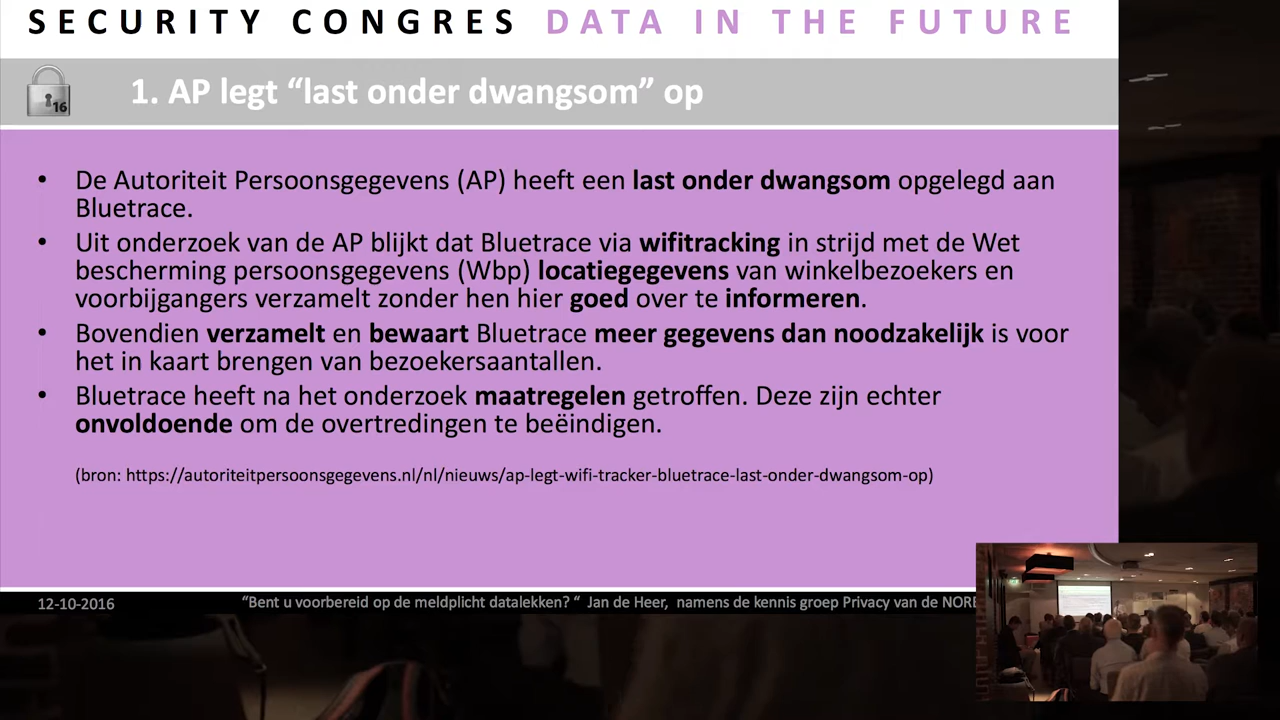 SECURITY CONGRES DATA IN THE FUTURE
16
1. AP legt “last onder dwangsom” op
• De Autoriteit Persoonsgegevens (AP) heeft een last onder dwangsom opgelegd aan
Bluetrace.
• Uit onderzoek van de AP blijkt dat Bluetrace via wifitracking in strijd met de Wet
bescherming persoonsgegevens (Wbp) locatiegegevens van winkelbezoekers en
voorbijgangers verzamelt zonder hen hier goed over te informeren.
• Bovendien verzamelt en bewaart Bluetrace meer gegevens dan noodzakelijk is voor
het in kaart brengen van bezoekersaantallen.
• Bluetrace heeft na het onderzoek maatregelen getroffen. Deze zijn echter
onvoldoende om de overtredingen te beëindigen.
(bron: https://autoriteitpersoonsgegevens.nl/nl/nieuws/ap-legt-wifi-tracker-bluetrace-last-onder-dwangsom-op)
12-10-2016
“Bent u voorbereid op de meldplicht datalekken? “ Jan de Heer, namens de kennis groep Privacy van de